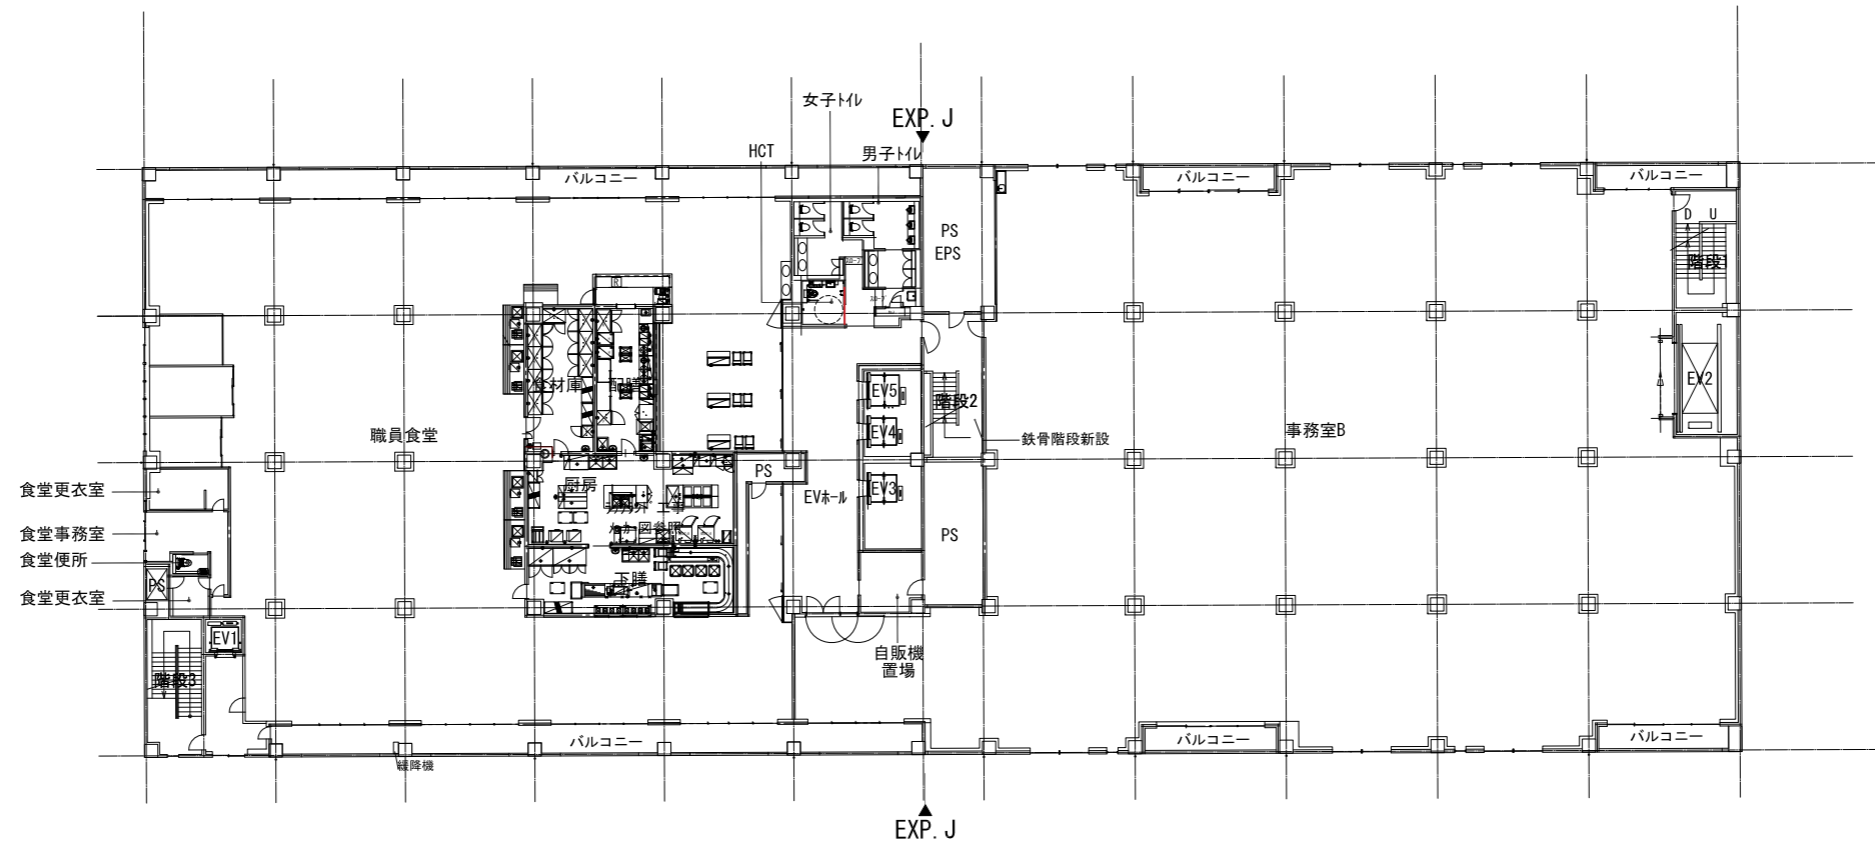 女子ﾄｲﾚ
EXP. J
HCT
男子ﾄｲﾚ
バルコニー
バルコニー
バルコニー
PS
EPS
D U
階段1
食材庫
配膳
EV5
EV4
階段2
EV2
職員食堂
鉄骨階段新設
事務室B
PS
厨房
食堂更衣室
EV3
EVﾎｰﾙ
食堂事務室
PS
食堂便所
下膳
PS
食堂更衣室
EV1
自販機
置場
階段3
バルコニー
バルコニー
バルコニー
緩降機
EXP. J